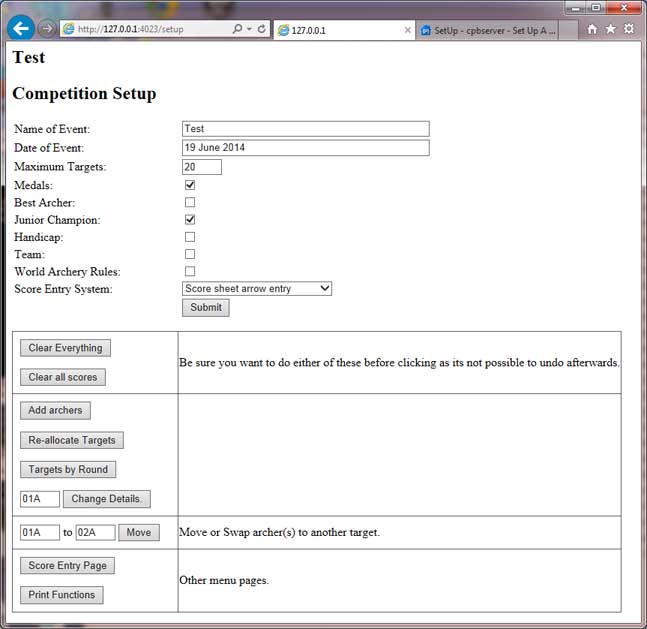 http://127.0.0.1:4023/setup
127.0.0.1
SetUp - cpbserver - Set Up A ...
Test
Competition Setup
Name of Event: Test
Date of Event: 19 June 2014
Maximum Targets: 20
Medals:
Best Archer:
Junior Champion:
Handicap:
Team:
World Archery Rules:
Score Entry System: Score sheet arrow entry
Submit
Clear Everything
Clear all scores
Be sure you want to do either of these before clicking as its not possible to undo afterwards.
Add archers
Re-allocate Targets
Targets by Round
01A Change Details.
01A to 02A Move
Move or Swap archer(s) to another target.
Score Entry Page
Print Functions
Other menu pages.